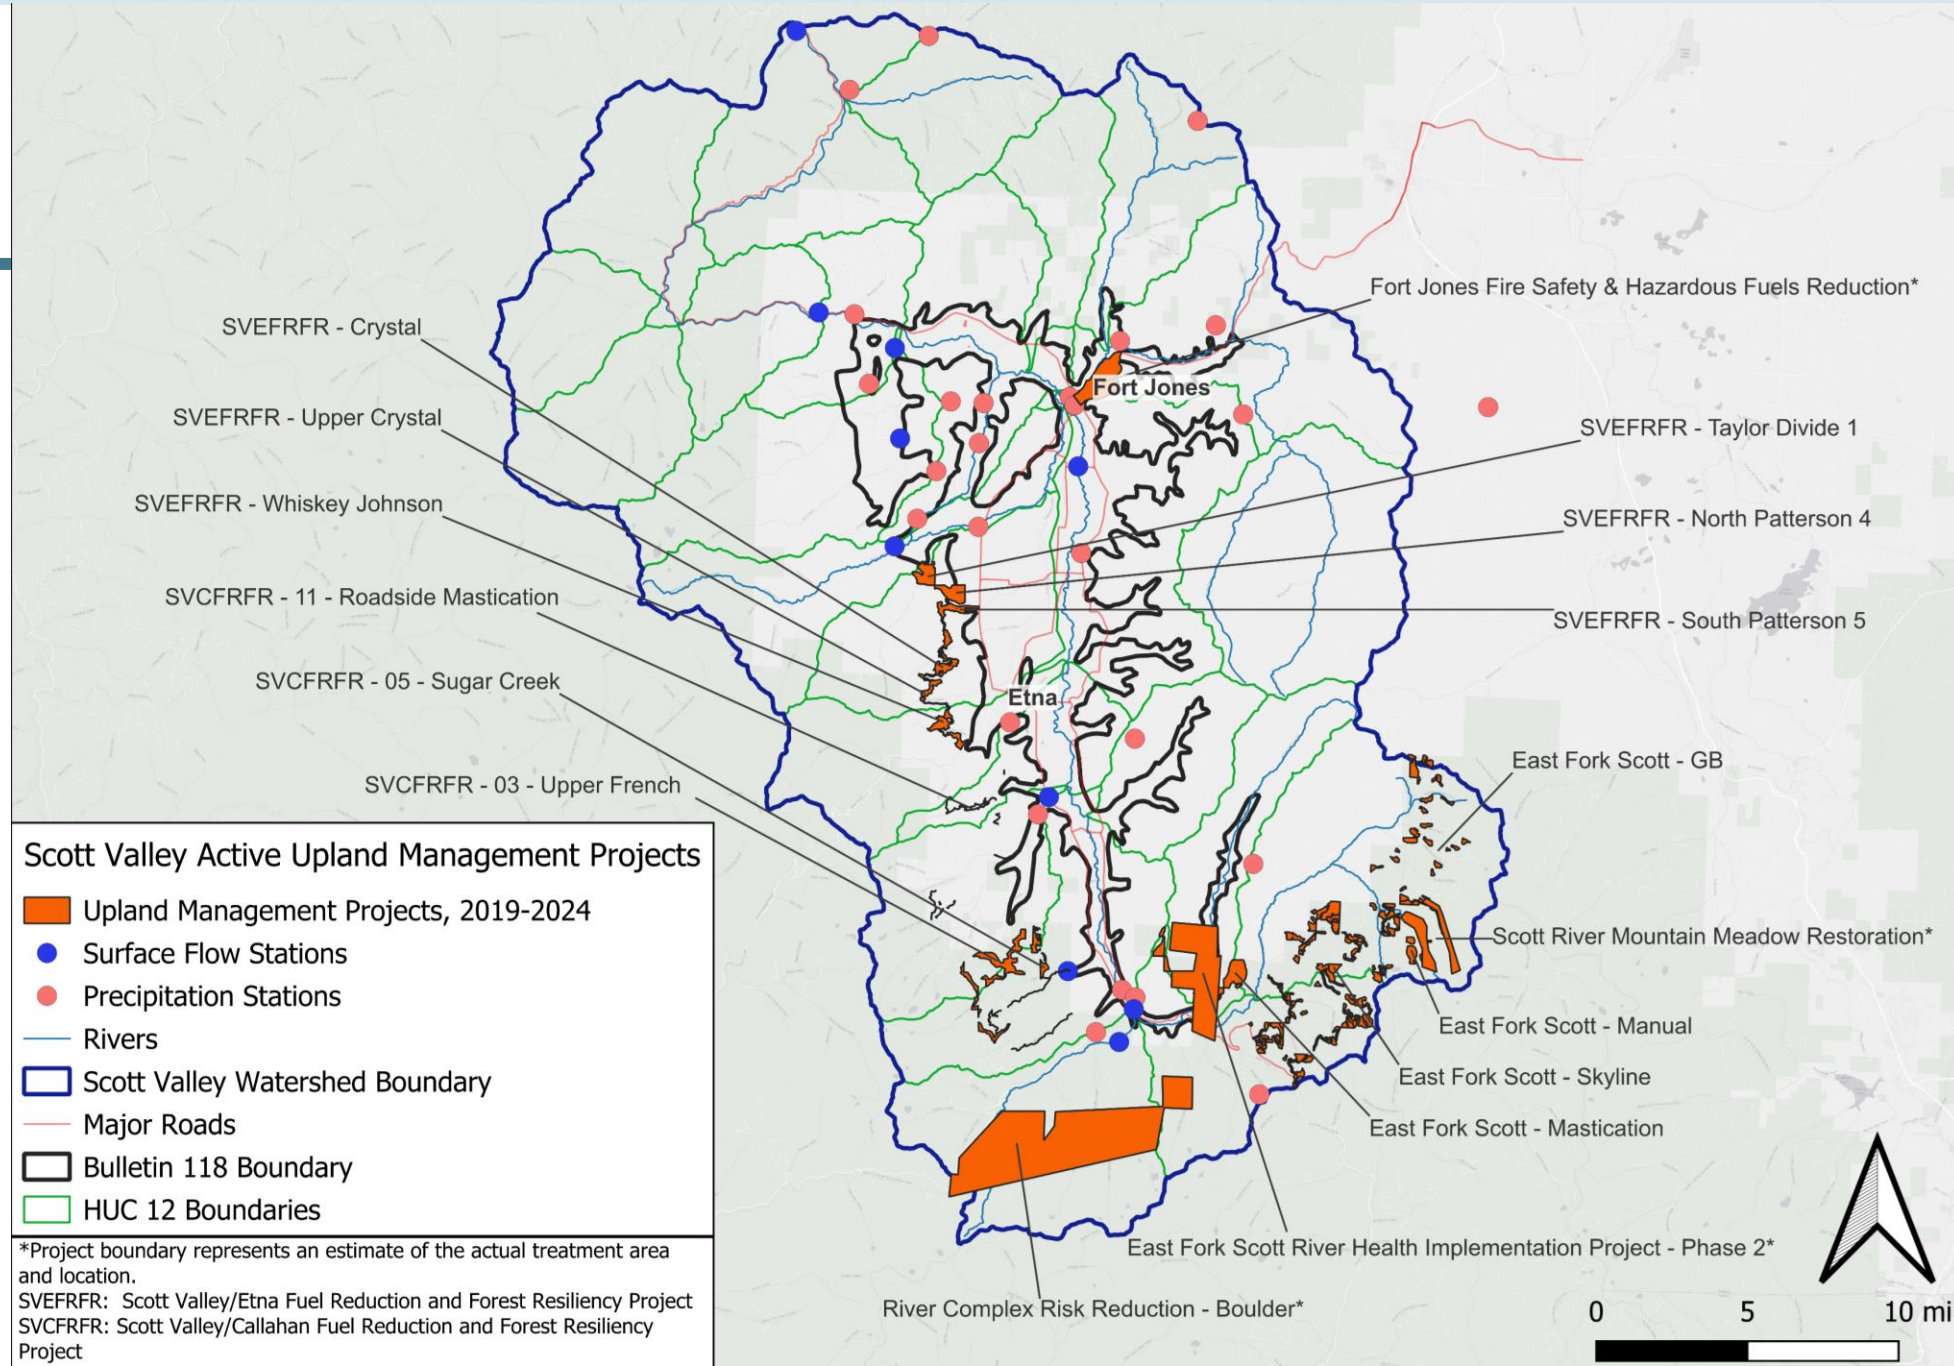 Fort Jones Fire Safety & Hazardous Fuels Reduction*
SVEFRFR - Crystal
Fort Jones
SVEFRFR - Upper Crystal
SVEFRFR - Taylor Divide 1
SVEFRFR - Whiskey Johnson
SVEFRFR - North Patterson 4
SVCFRFR - 11 - Roadside Mastication
SVEFRFR - South Patterson 5
SVCFRFR - 05 - Sugar Creek
Etna
East Fork Scott - GB
SVCFRFR - 03 - Upper French
Scott River Mountain Meadow Restoration*
East Fork Scott - Manual
East Fork Scott - Skyline
East Fork Scott - Mastication
East Fork Scott River Health Implementation Project - Phase 2*
River Complex Risk Reduction - Boulder*
Scott Valley Active Upland Management Projects
Upland Management Projects, 2019-2024
Surface Flow Stations
Precipitation Stations
Rivers
Scott Valley Watershed Boundary
Major Roads
Bulletin 118 Boundary
HUC 12 Boundaries
*Project boundary represents an estimate of the actual treatment area
and location.
SVEFRFR: Scott Valley/Etna Fuel Reduction and Forest Resiliency Project
SVCFRFR: Scott Valley/Callahan Fuel Reduction and Forest Resiliency
Project
0 5 10 mi